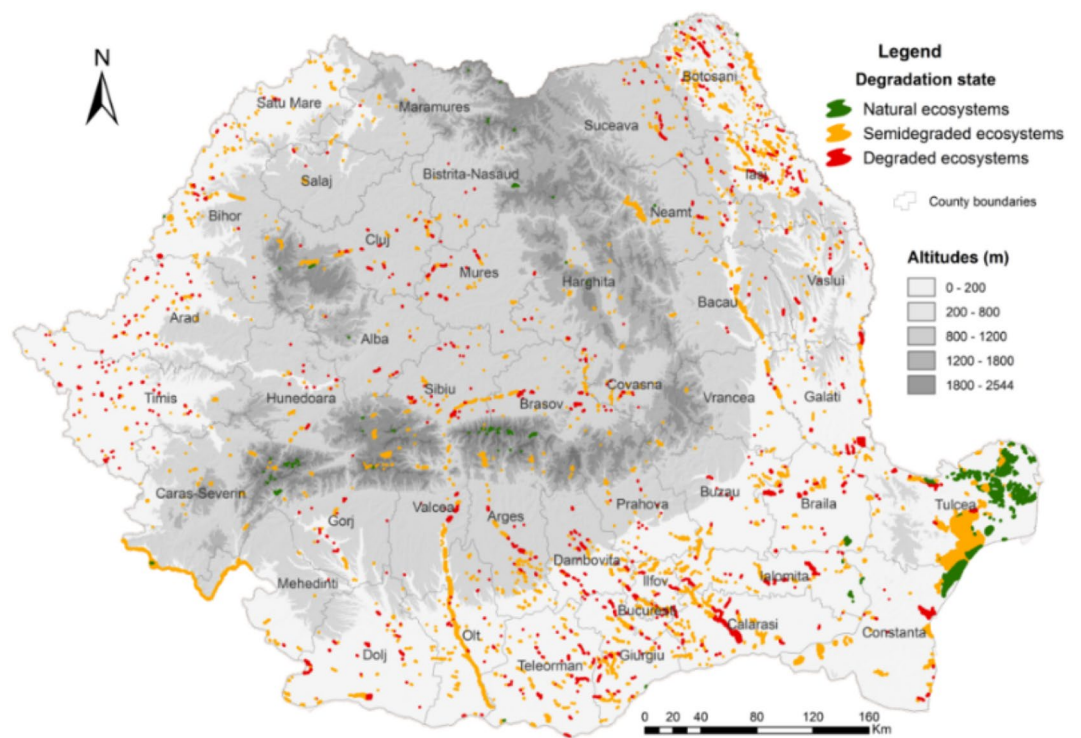 N
Legend
Degradation state
Natural ecosystems
Semidegraded ecosystems
Degraded ecosystems
County boundaries
Altitudes (m)
0 - 200
200 - 800
800 - 1200
1200 - 1800
1800 - 2544
Botosani
Satu Mare
Maramures
Suceava
Iasi
Salaj
Bistrita-Nasaud
Bihor
Neamt
Cluj
Mures
Harghita
Vaslui
Bacau
Arad
Alba
Timis
Hunedoara
Sibiu
Brasov
Covasna
Vrancea
Galati
Caras-Severin
Gorj
Valcea
Arges
Prahova
Buzau
Braila
Tulcea
Mehedinti
Dambovita
Ilfov
Ialomita
Bucuresti
Calarasi
Constanta
Olt
Dolj
Teleorman
Giurgiu
0 20 40 80 120 160
Km